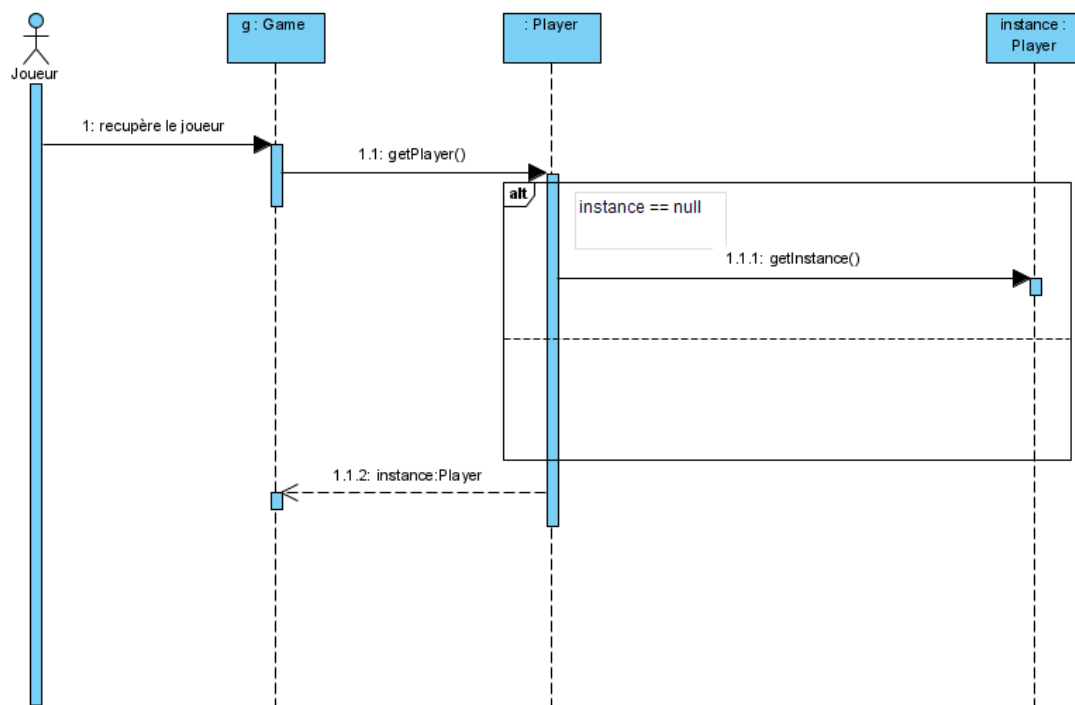 g : Game
: Player
instance :
Player
Joueur
1: recupère le joueur
1.1: getPlayer()
alt
instance == null
1.1.1: getInstance()
1.1.2: instance:Player